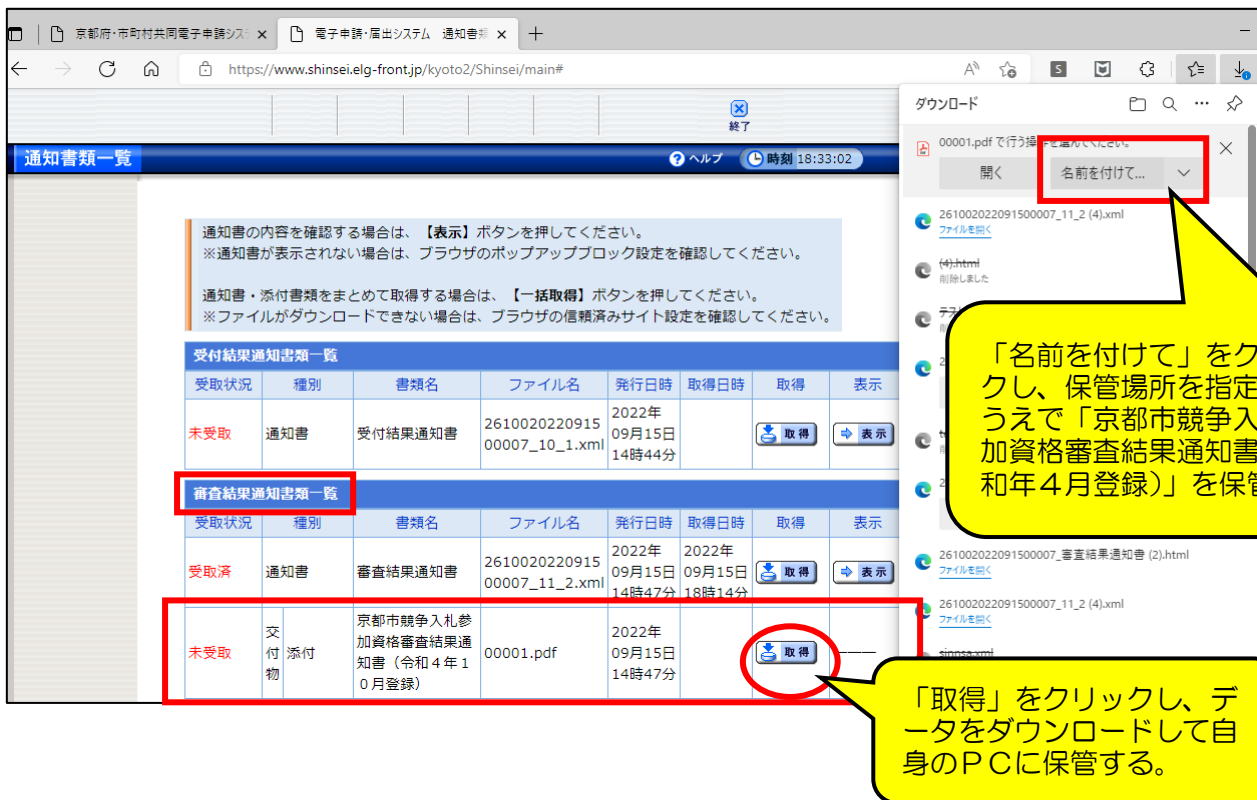 京都府・市町村共同電子申請シス
電子申請・届出システム 通知書
https://www.shinsei.elg-front.jp/kyoto2/Shinsei/main#
終了
通知書類一覧
ヘルプ
時刻 18:33:02
通知書の内容を確認する場合は、【表示】ボタンを押してください。
※通知書が表示されない場合は、ブラウザのポップアップブロック設定を確認してください。
通知書・添付書類をまとめて取得する場合は、【一括取得】ボタンを押してください。
※ファイルがダウンロードできない場合は、ブラウザの信頼済みサイト設定を確認してください。
受付結果通知書類一覧
受取状況 種別 書類名 ファイル名 発行日時 取得日時 取得 表示
未受取 通知書 受付結果通知書 261002022091500007_10_1.xml 2022年09月15日14時44分 取得 表示
審査結果通知書類一覧
受取状況 種別 書類名 ファイル名 発行日時 取得日時 取得 表示
受取済 通知書 審査結果通知書 261002022091500007_11_2.xml 2022年09月15日14時47分 2022年09月15日18時14分 取得 表示
未受取 交付物 添付 京都市競争入札参加資格審査結果通知書（令和４年１０月登録） 00001.pdf 2022年09月15日14時47分 取得 ―――
ダウンロード
00001.pdf で行う操作を選んでください。
開く
名前を付けて...
261002022091500007_11_2 (4).xml
ファイルを開く
(4).html
削除しました
「名前を付けて」をク
クし、保管場所を指定
うえで「京都市競争入
加資格審査結果通知書
和年４月登録）」を保管
261002022091500007_審査結果通知書 (2).html
ファイルを開く
261002022091500007_11_2 (4).xml
ファイルを開く
sinnsa.xml
「取得」をクリックし、デ
ータをダウンロードして自
身のＰＣに保管する。